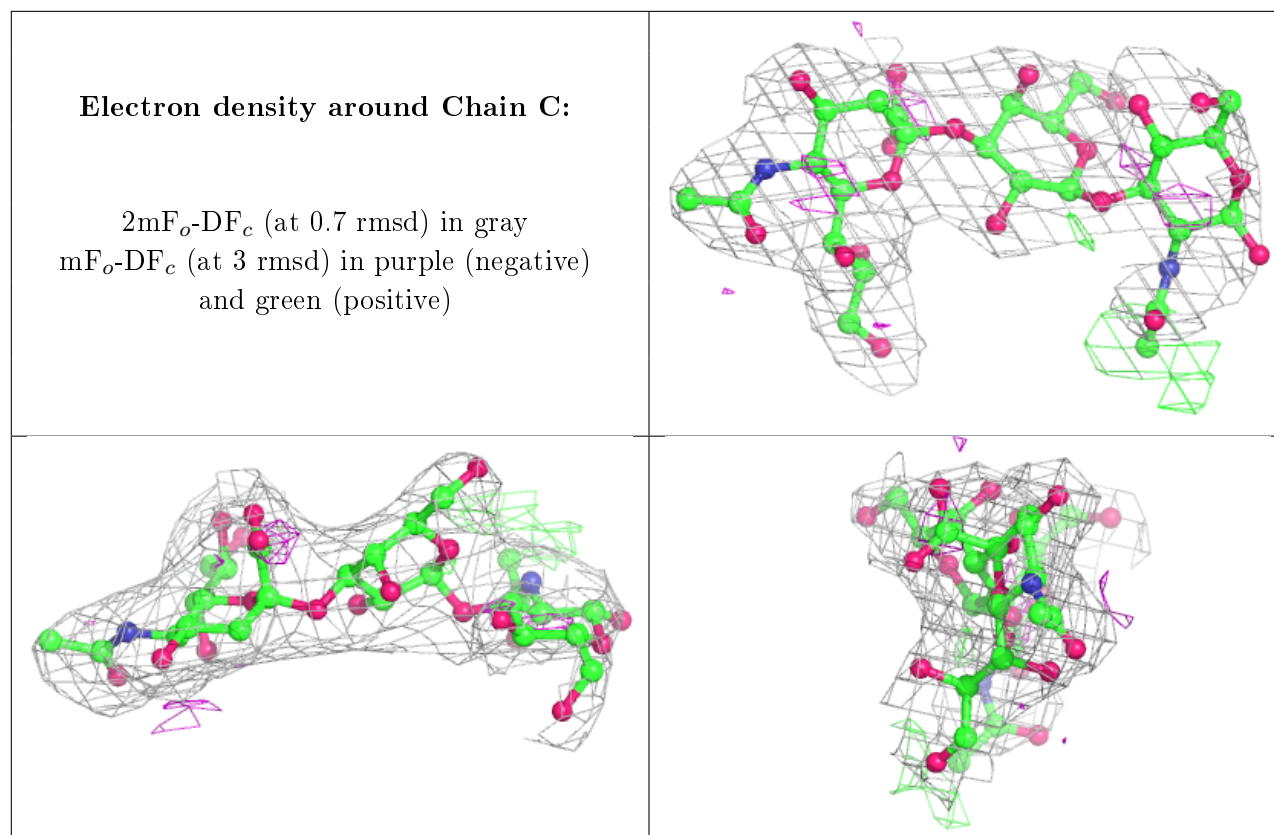 Electron density around Chain C:
2mFₒ-DF𝒸 (at 0.7 rmsd) in gray
mFₒ-DF𝒸 (at 3 rmsd) in purple (negative)
and green (positive)